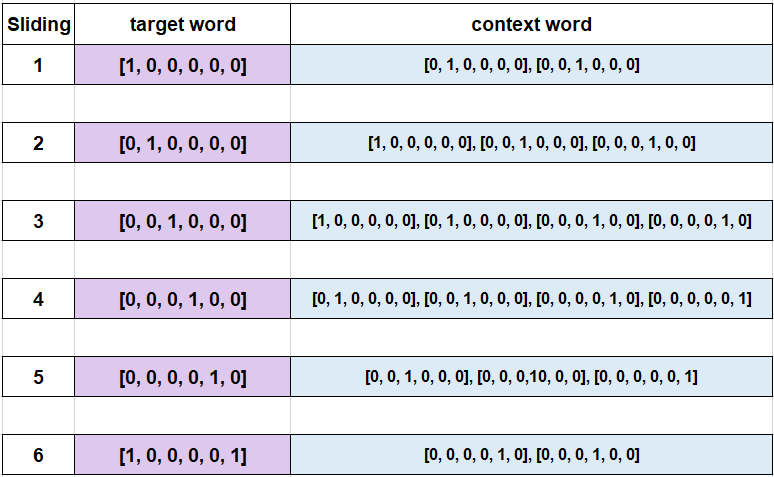 Sliding target word context word
1 [1, 0, 0, 0, 0, 0] [0, 1, 0, 0, 0, 0], [0, 0, 1, 0, 0, 0]
2 [0, 1, 0, 0, 0, 0] [1, 0, 0, 0, 0, 0], [0, 0, 1, 0, 0, 0], [0, 0, 0, 1, 0, 0]
3 [0, 0, 1, 0, 0, 0] [1, 0, 0, 0, 0, 0], [0, 1, 0, 0, 0, 0], [0, 0, 0, 1, 0, 0], [0, 0, 0, 0, 1, 0]
4 [0, 0, 0, 1, 0, 0] [0, 1, 0, 0, 0, 0], [0, 0, 1, 0, 0, 0], [0, 0, 0, 0, 1, 0], [0, 0, 0, 0, 0, 1]
5 [0, 0, 0, 0, 1, 0] [0, 0, 1, 0, 0, 0], [0, 0, 0,10, 0, 0], [0, 0, 0, 0, 0, 1]
6 [1, 0, 0, 0, 0, 1] [0, 0, 0, 0, 1, 0], [0, 0, 0, 1, 0, 0]